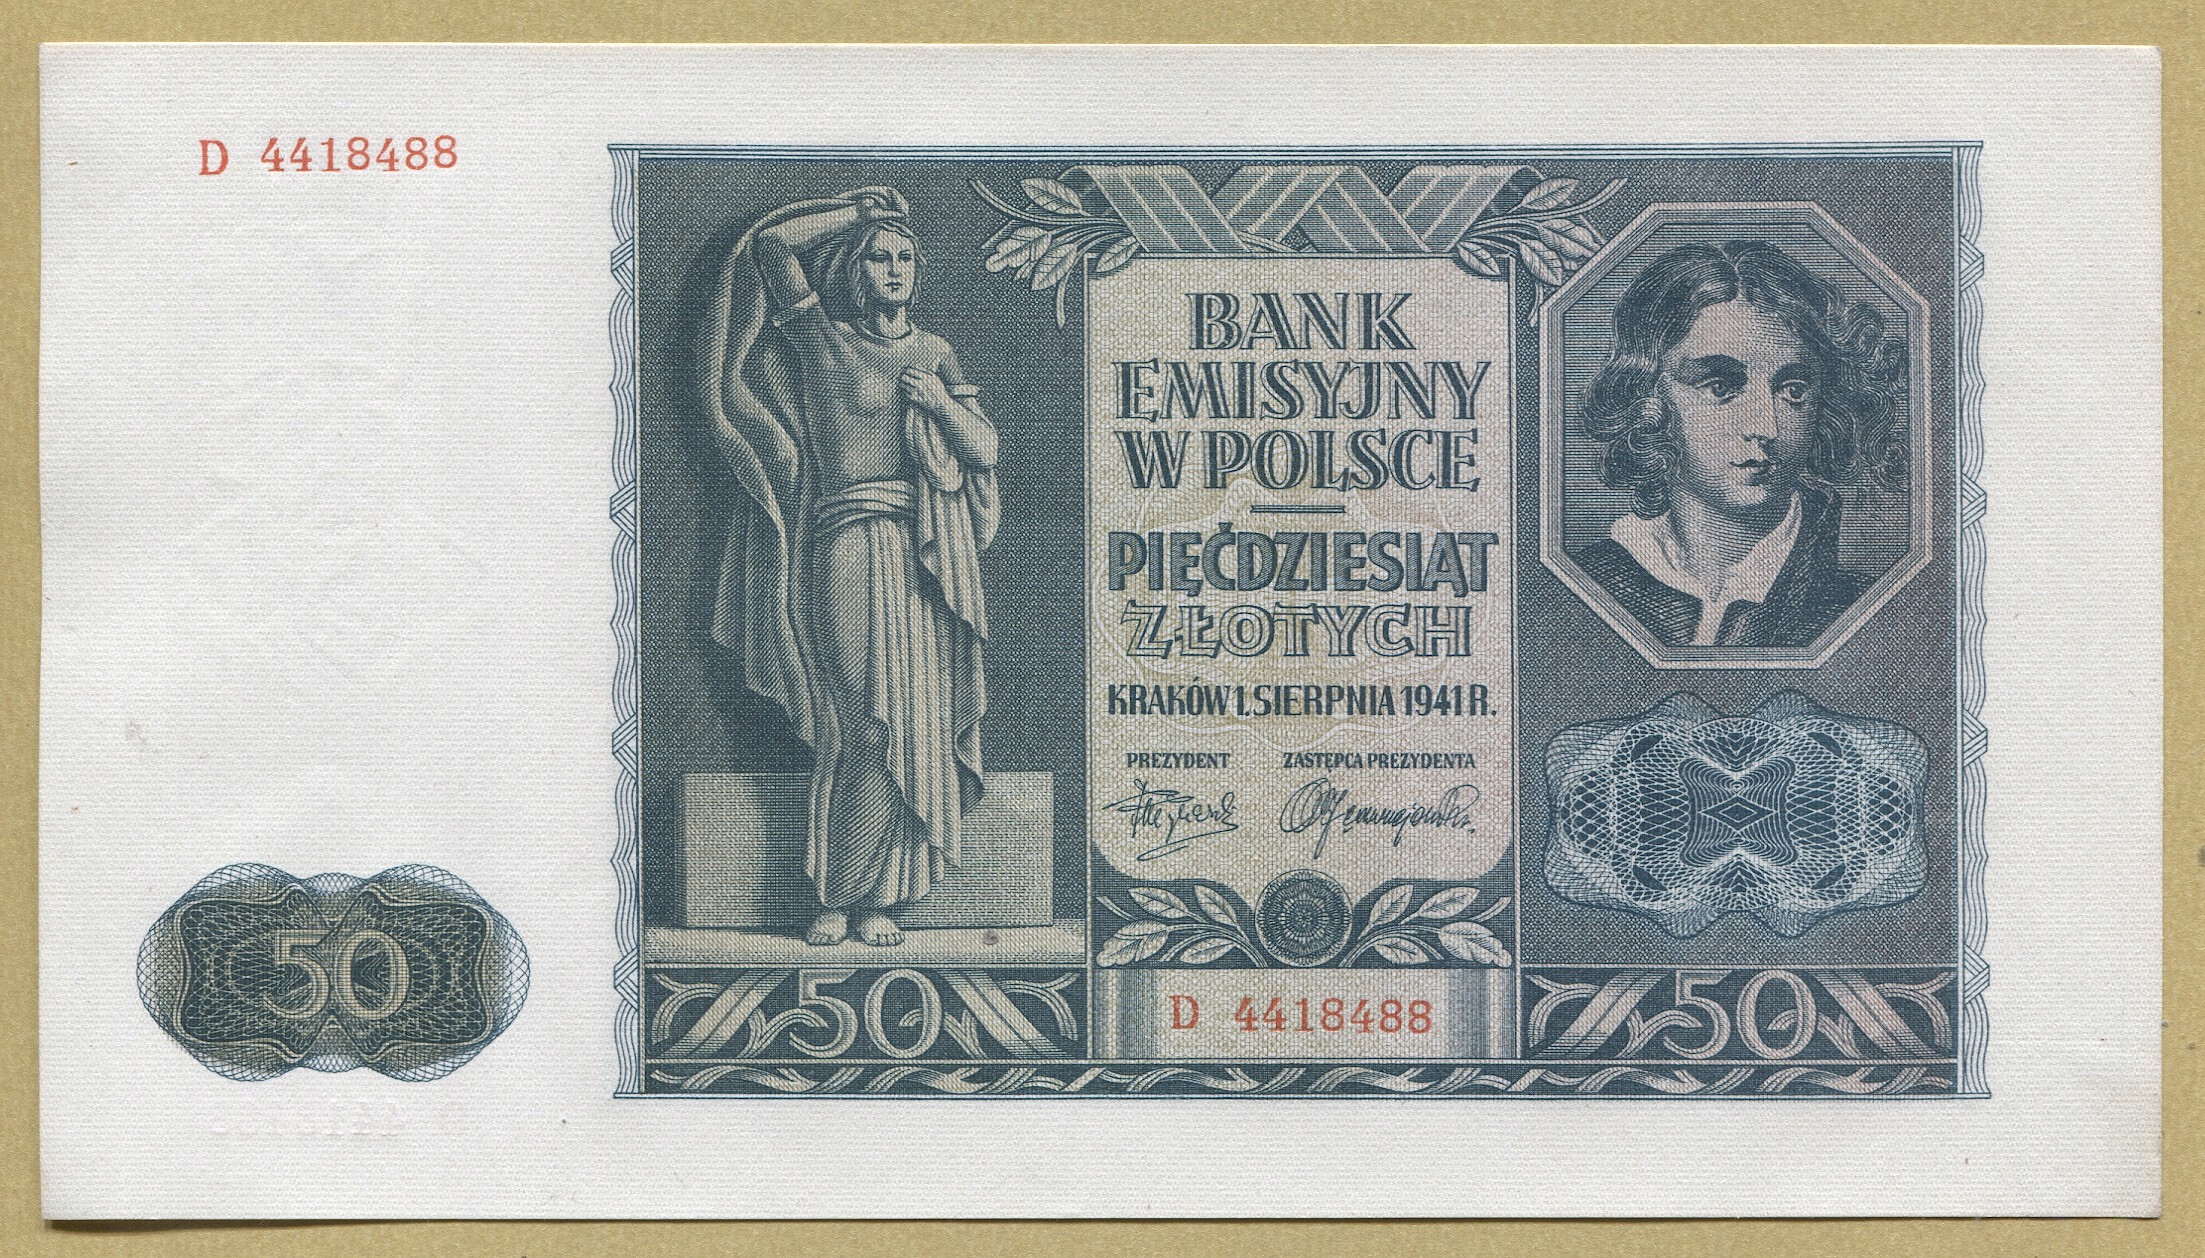 D 4418488
BANK
EMISYJNY
W POLSCE
PIĘĆDZIESIĄT
ZŁOTYCH
KRAKÓW 1. SIERPNIA 1941 R.
PREZYDENT ZASTĘPCA PREZYDENTA
50
50
D 4418488
50